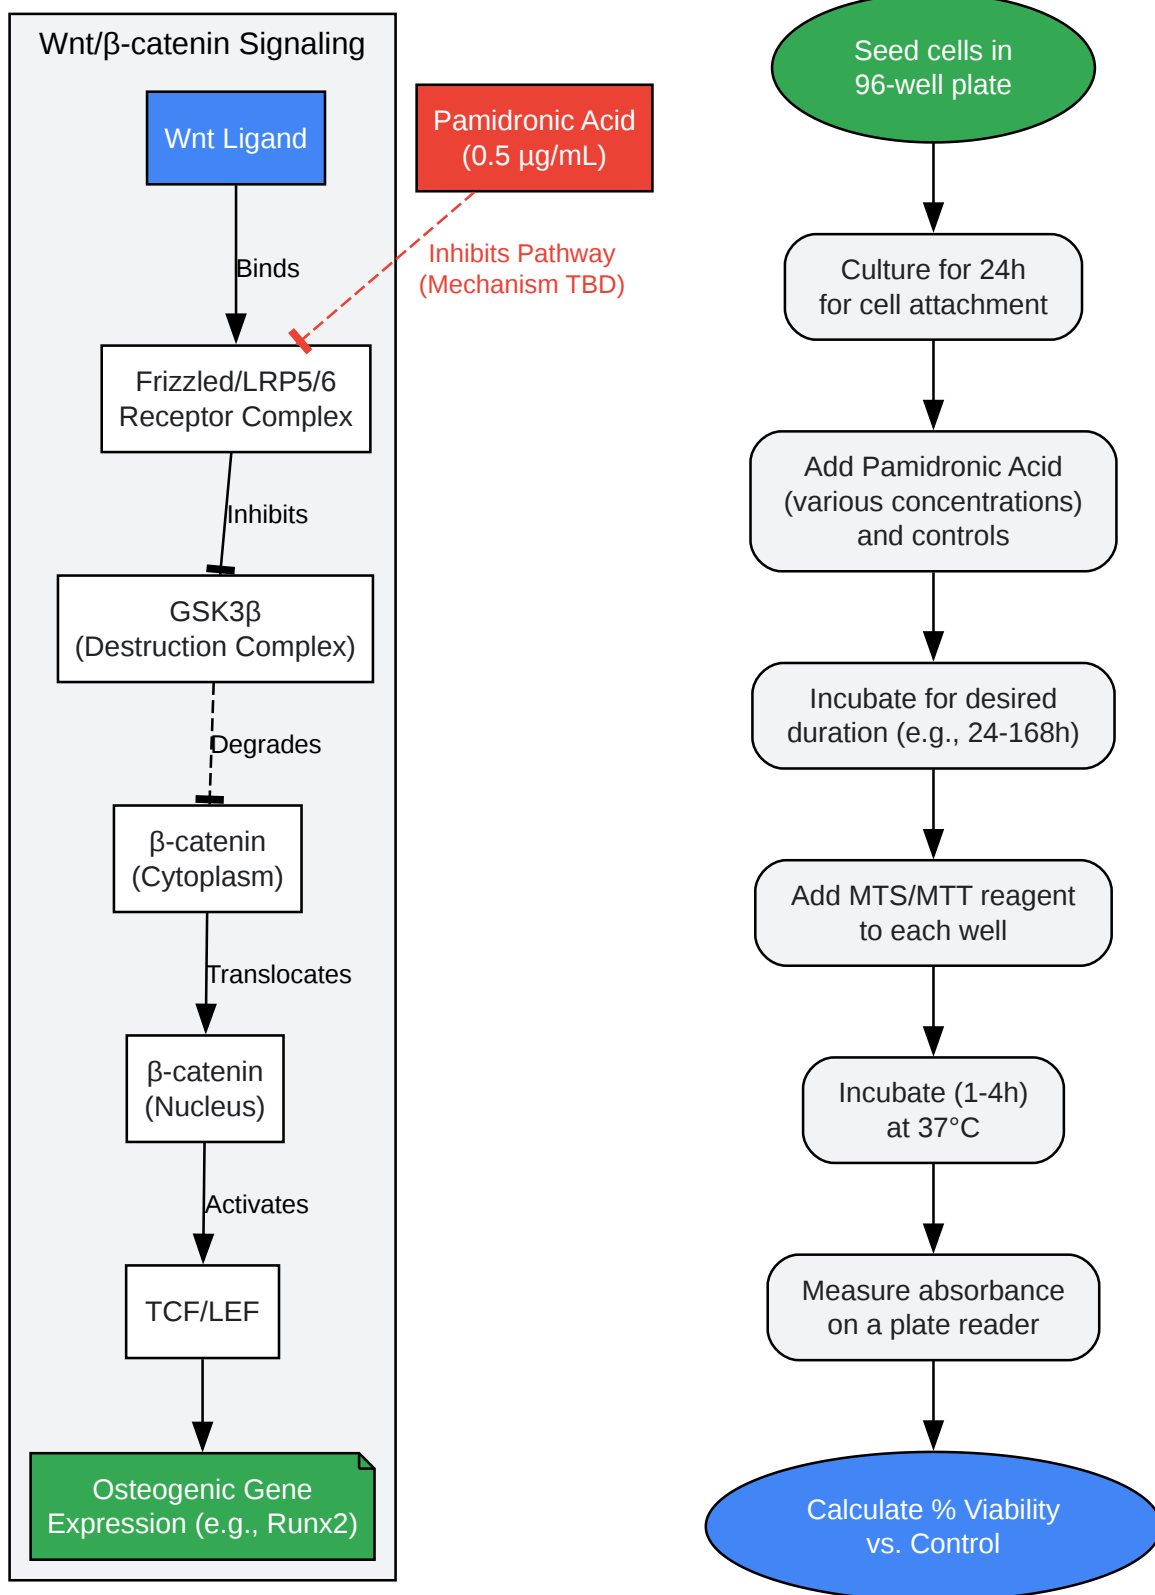 Wnt/β-catenin Signaling
Wnt Ligand
Binds
Pamidronic Acid
(0.5 µg/mL)
Inhibits Pathway
(Mechanism TBD)
Frizzled/LRP5/6
Receptor Complex
Inhibits
GSK3β
(Destruction Complex)
Degrades
β-catenin
(Cytoplasm)
Translocates
β-catenin
(Nucleus)
Activates
TCF/LEF
Osteogenic Gene
Expression (e.g., Runx2)
Seed cells in
96-well plate
Culture for 24h
for cell attachment
Add Pamidronic Acid
(various concentrations)
and controls
Incubate for desired
duration (e.g., 24-168h)
Add MTS/MTT reagent
to each well
Incubate (1-4h)
at 37°C
Measure absorbance
on a plate reader
Calculate % Viability
vs. Control